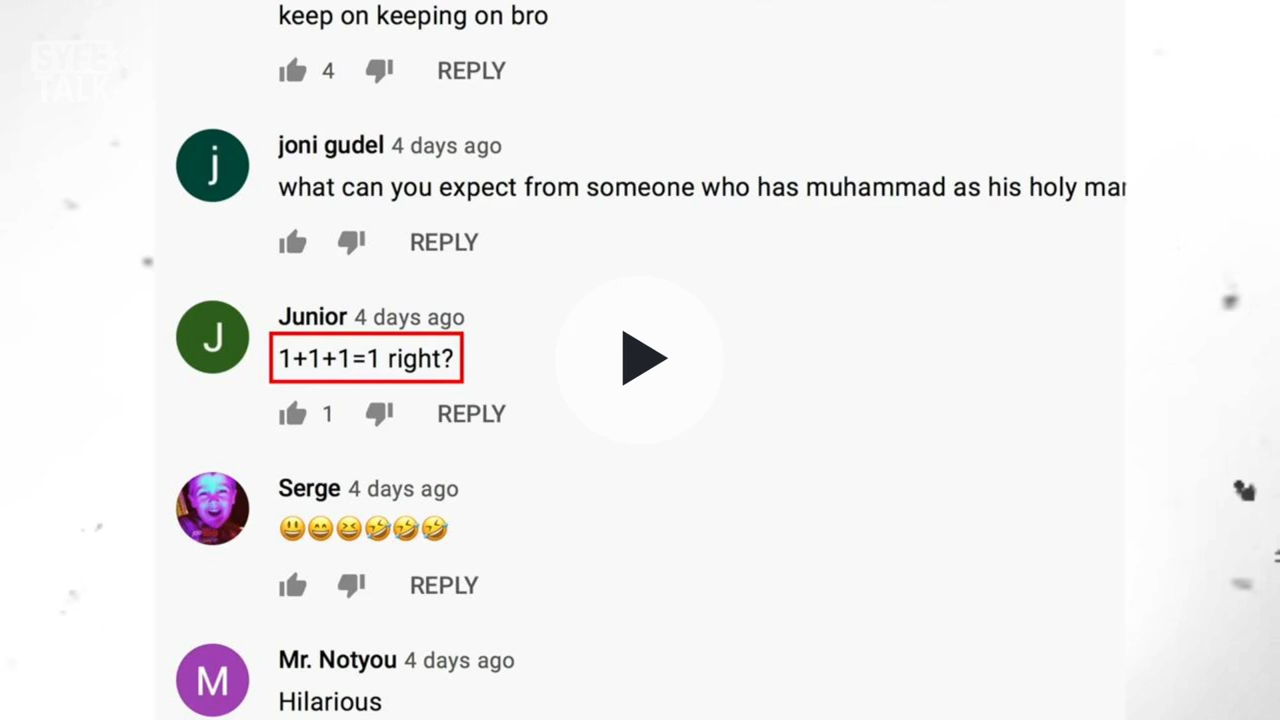 keep on keeping on bro
4 REPLY
SYFE
TALK
j
joni gudel 4 days ago
what can you expect from someone who has muhammad as his holy
REPLY
J
Junior 4 days ago
1+1+1=1 right?
1 REPLY
Serge 4 days ago
😃😄😆🤣🤣🤣
REPLY
M
Mr. Notyou 4 days ago
Hilarious